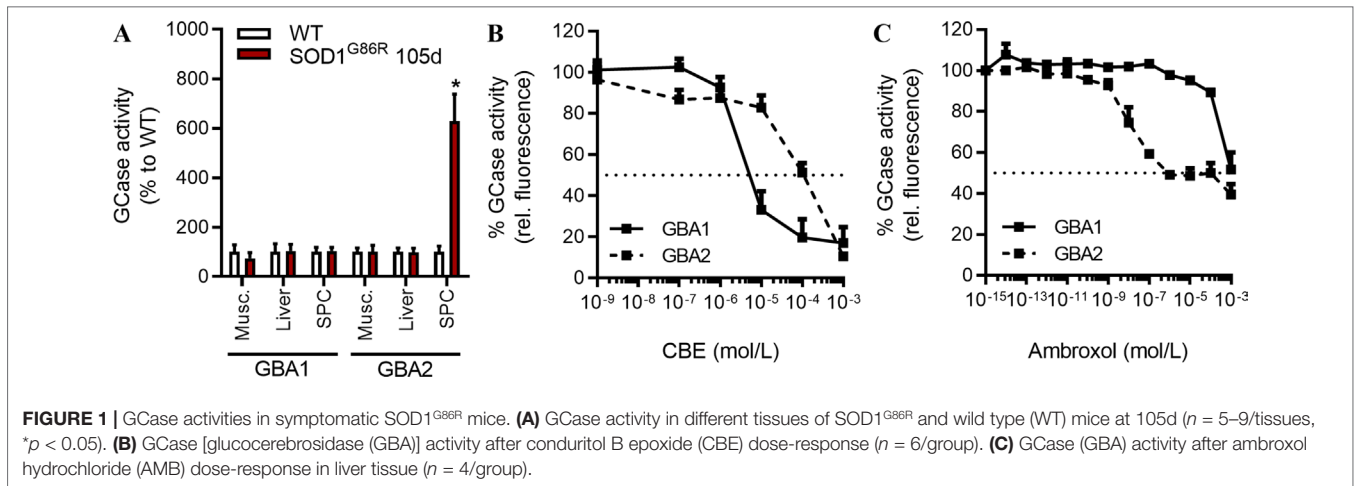 A
WT
SOD1^G86R 105d
1000
800
600
400
200
0
GCase activity
(% to WT)
*
Musc.
Liver
SPC
Musc.
Liver
SPC
GBA1
GBA2
B
120
100
80
60
40
20
0
% GCase activity
(rel. fluorescence)
GBA1
GBA2
10^-9 10^-8 10^-7 10^-6 10^-5 10^-4 10^-3
CBE (mol/L)
C
120
100
80
60
40
20
0
% GCase activity
(rel. fluorescence)
GBA1
GBA2
10^-15 10^-13 10^-11 10^-9 10^-7 10^-5 10^-3
Ambroxol (mol/L)
FIGURE 1 | GCase activities in symptomatic SOD1^G86R mice. (A) GCase activity in different tissues of SOD1^G86R and wild type (WT) mice at 105d (n = 5–9/tissues,
*p < 0.05). (B) GCase [glucocerebrosidase (GBA)] activity after conduritol B epoxide (CBE) dose-response (n = 6/group). (C) GCase (GBA) activity after ambroxol
hydrochloride (AMB) dose-response in liver tissue (n = 4/group).